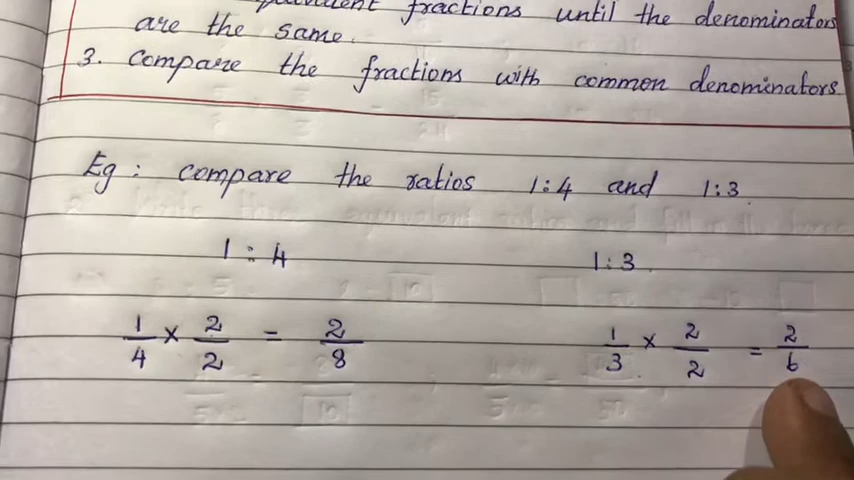 fractions until the denominators
are the same.
3. Compare the fractions with common denominators
Eg : compare the ratios 1:4 and 1:3.
1 : 4 1:3.
1/4 × 2/2 = 2/8 1/3 × 2/2 = 2/6